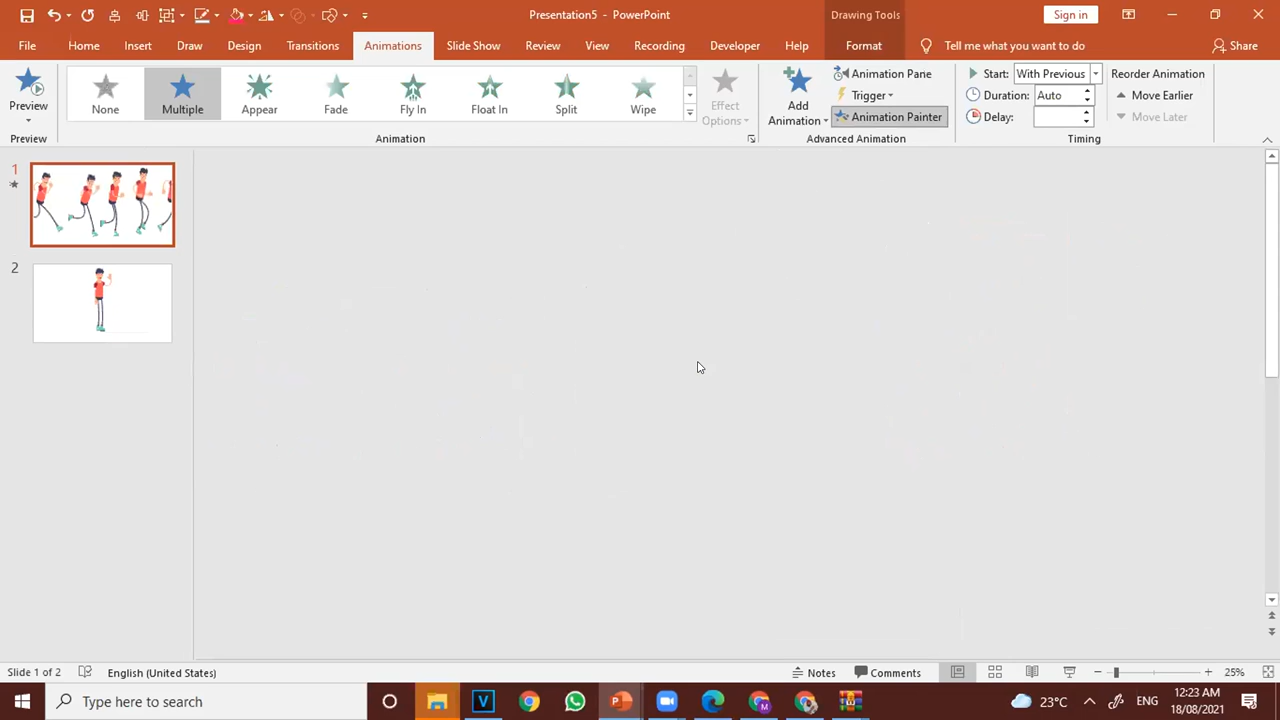 Presentation5 - PowerPoint
Drawing Tools
Sign in
File Home Insert Draw Design Transitions Animations Slide Show Review View Recording Developer Help Format Tell me what you want to do Share
Preview
None Multiple Appear Fade Fly In Float In Split Wipe
Effect Options
Add Animation
Animation Pane
Trigger
Animation Painter
Start: With Previous
Duration: Auto
Delay:
Reorder Animation
Move Earlier
Move Later
Preview Animation Advanced Animation Timing
1
2
Slide 1 of 2 English (United States) Notes Comments 25%
Type here to search
V
P
M
23°C
ENG
12:23 AM
18/08/2021